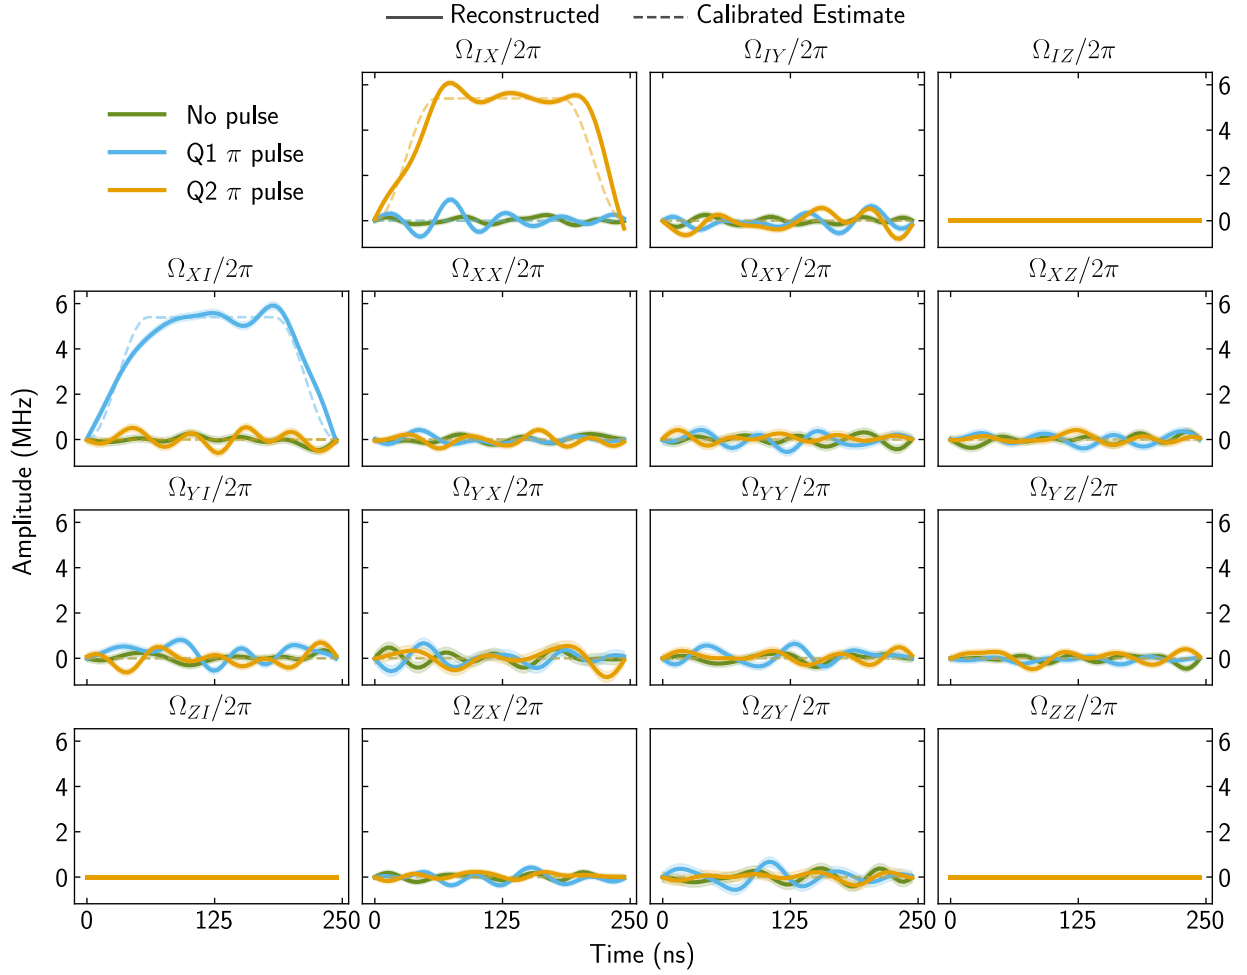 Reconstructed Calibrated Estimate
Ω_{IX}/2π Ω_{IY}/2π Ω_{IZ}/2π
No pulse
Q1 π pulse
Q2 π pulse
6
4
2
0
Ω_{XI}/2π Ω_{XX}/2π Ω_{XY}/2π Ω_{XZ}/2π
6 6
4 4
2 2
0 0
Ω_{YI}/2π Ω_{YX}/2π Ω_{YY}/2π Ω_{YZ}/2π
6 6
4 4
2 2
0 0
Ω_{ZI}/2π Ω_{ZX}/2π Ω_{ZY}/2π Ω_{ZZ}/2π
6 6
4 4
2 2
0 0
0 125 250 0 125 250 0 125 250 0 125 250
Amplitude (MHz)
Time (ns)